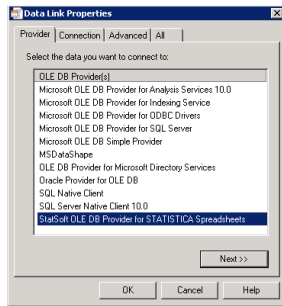 Data Link Properties
Provider Connection Advanced All
Select the data you want to connect to:
OLE DB Provider(s)
Microsoft OLE DB Provider for Analysis Services 10.0
Microsoft OLE DB Provider for Indexing Service
Microsoft OLE DB Provider for ODBC Drivers
Microsoft OLE DB Provider for SQL Server
Microsoft OLE DB Simple Provider
MSDataShape
OLE DB Provider for Microsoft Directory Services
Oracle Provider for OLE DB
SQL Native Client
SQL Server Native Client 10.0
StatSoft OLE DB Provider for STATISTICA Spreadsheets
Next >>
OK Cancel Help